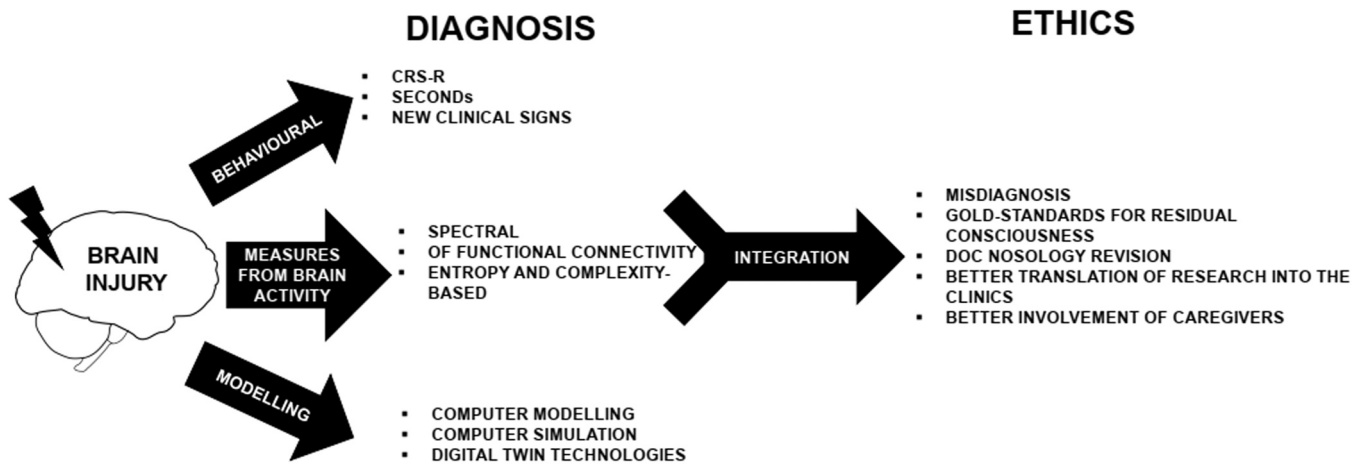 DIAGNOSIS
ETHICS
BEHAVIOURAL
▪ CRS-R
▪ SECONDs
▪ NEW CLINICAL SIGNS
BRAIN
INJURY
MEASURES
FROM BRAIN
ACTIVITY
▪ SPECTRAL
▪ OF FUNCTIONAL CONNECTIVITY
▪ ENTROPY AND COMPLEXITY-
BASED
INTEGRATION
▪ MISDIAGNOSIS
▪ GOLD-STANDARDS FOR RESIDUAL
CONSCIOUSNESS
▪ DOC NOSOLOGY REVISION
▪ BETTER TRANSLATION OF RESEARCH INTO THE
CLINICS
▪ BETTER INVOLVEMENT OF CAREGIVERS
MODELLING
▪ COMPUTER MODELLING
▪ COMPUTER SIMULATION
▪ DIGITAL TWIN TECHNOLOGIES